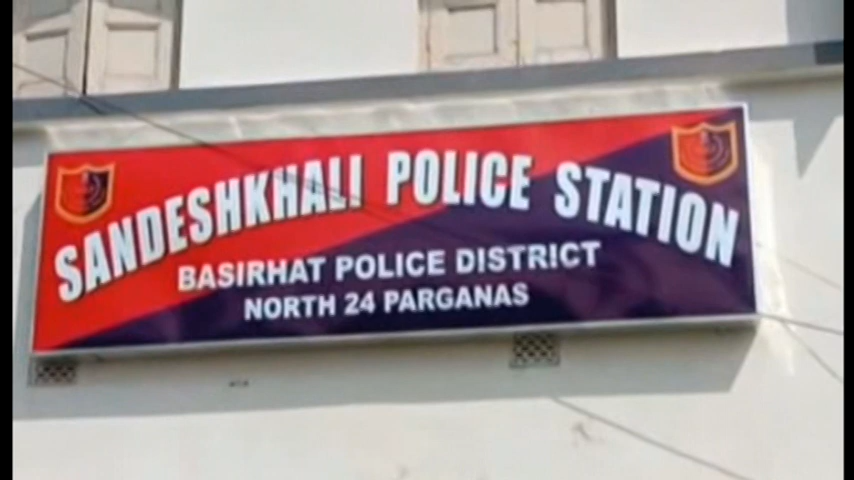 SANDESHKHALI POLICE STATION
BASIRHAT POLICE DISTRICT
NORTH 24 PARGANAS